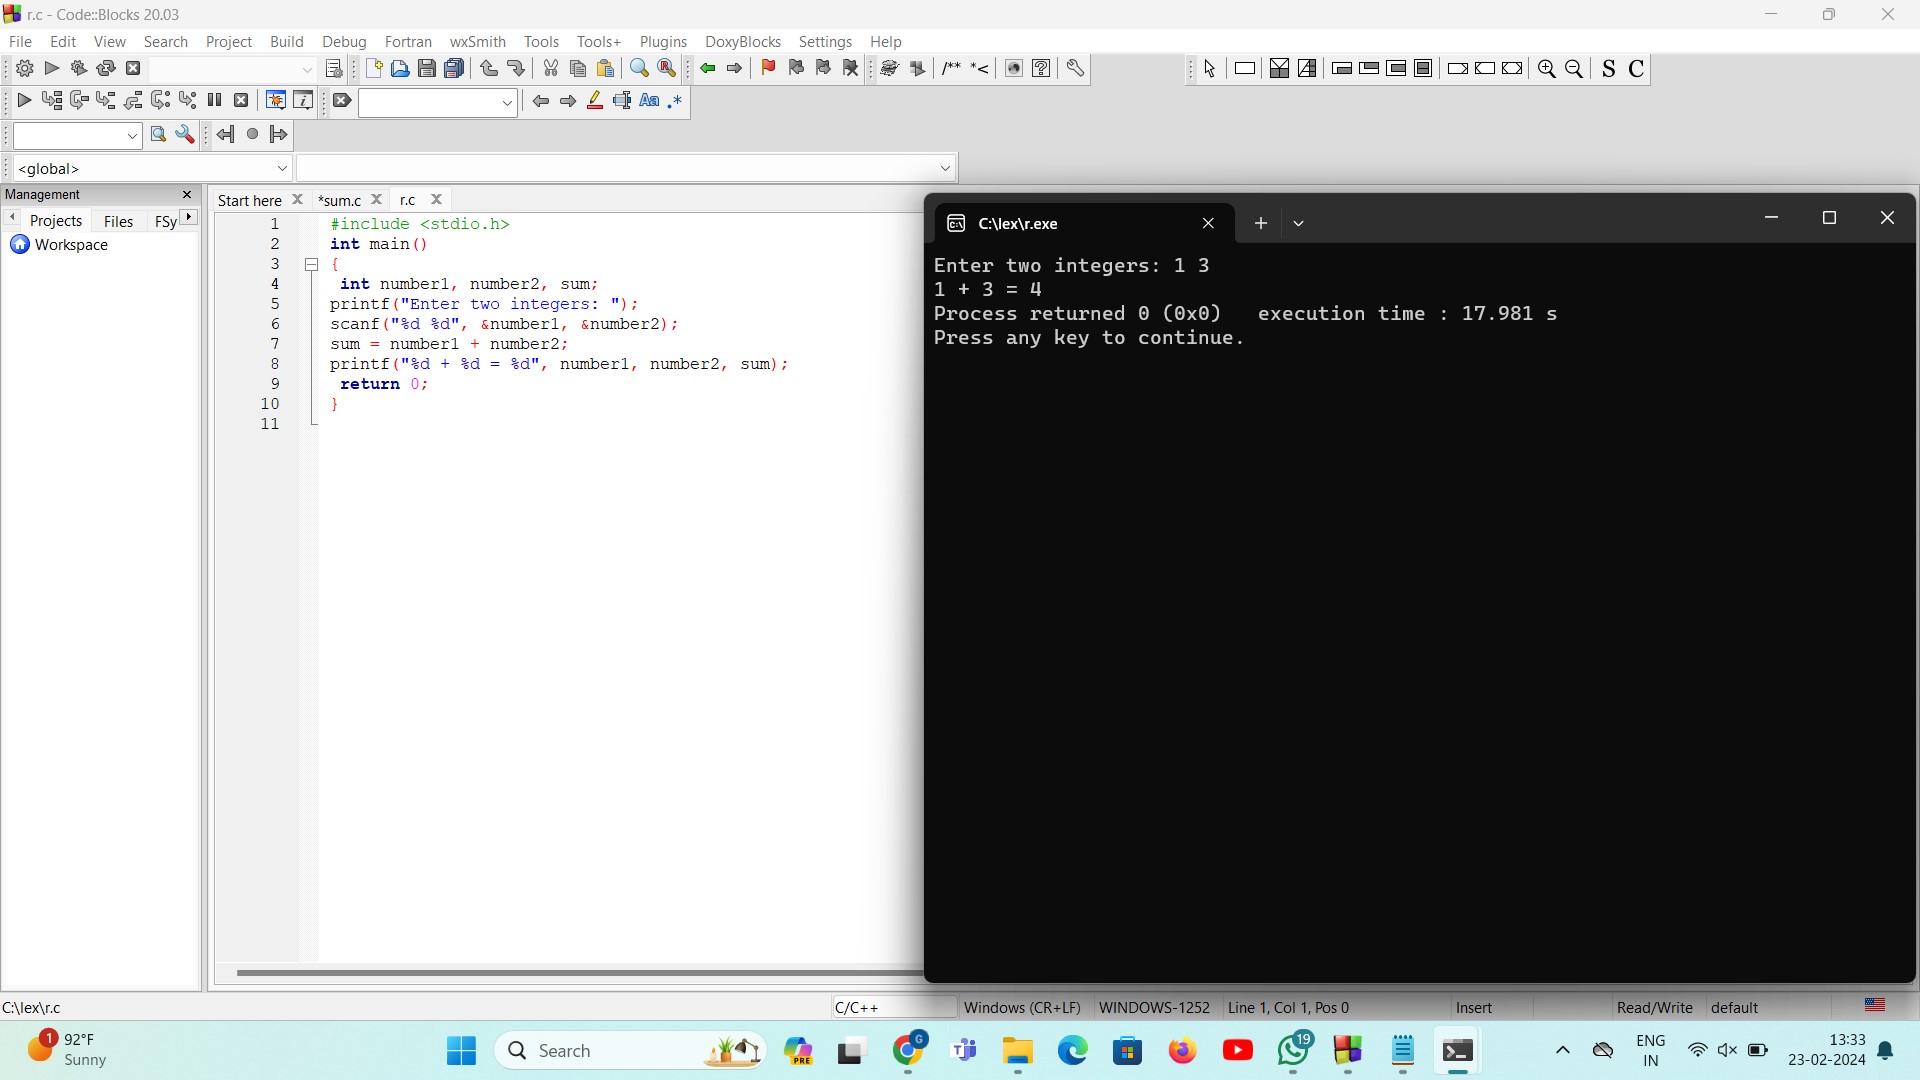 r.c - Code::Blocks 20.03
File Edit View Search Project Build Debug Fortran wxSmith Tools Tools+ Plugins DoxyBlocks Settings Help
/** *<
S C
Aa .*
<global>
Management
Projects Files FSy
Workspace
Start here *sum.c r.c
1 #include <stdio.h>
2 int main()
3 {
4 int number1, number2, sum;
5 printf("Enter two integers: ");
6 scanf("%d %d", &number1, &number2);
7 sum = number1 + number2;
8 printf("%d + %d = %d", number1, number2, sum);
9 return 0;
10 }
11
C:\lex\r.exe
Enter two integers: 1 3
1 + 3 = 4
Process returned 0 (0x0) execution time : 17.981 s
Press any key to continue.
C:\lex\r.c C/C++ Windows (CR+LF) WINDOWS-1252 Line 1, Col 1, Pos 0 Insert Read/Write default
1
92°F
Sunny
Search
PRE
G
19
ENG
IN
13:33
23-02-2024